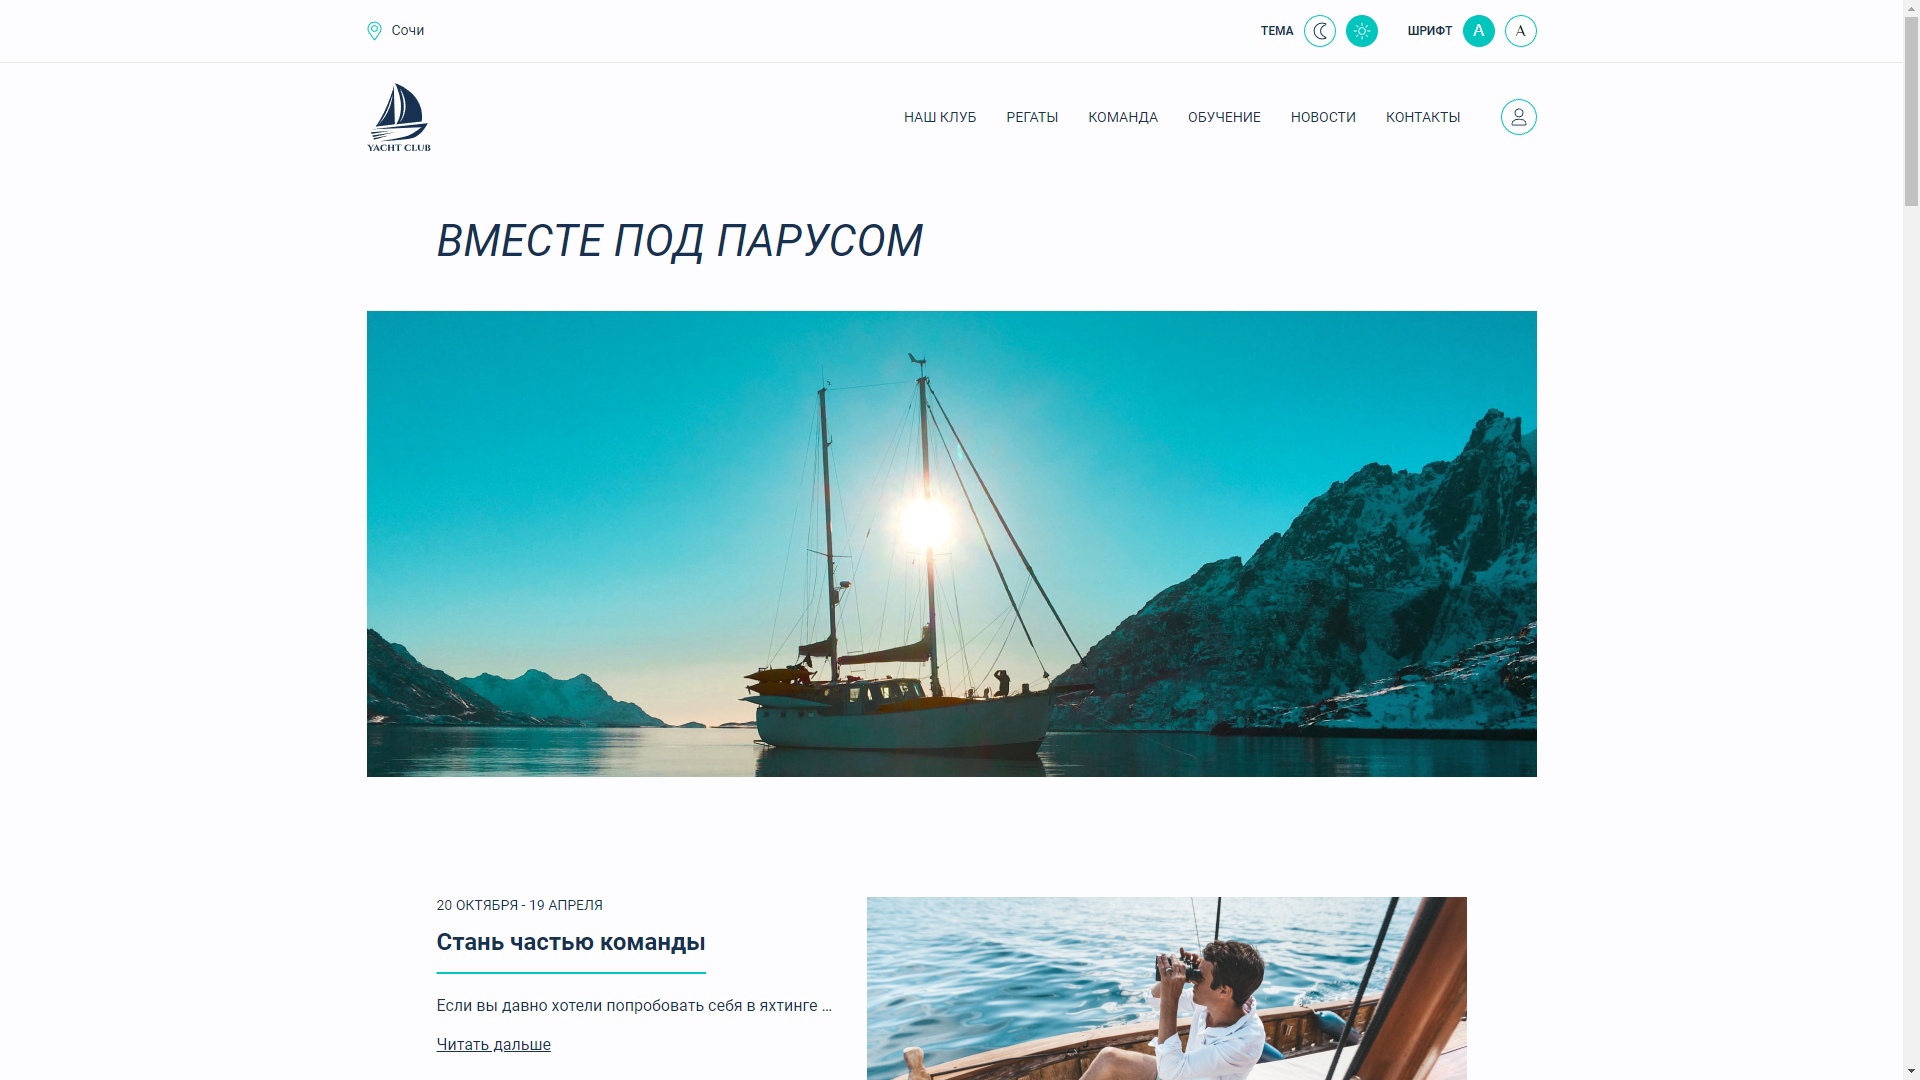 Сочи
ТЕМА
ШРИФТ A A
YACHT CLUB
НАШ КЛУБ РЕГАТЫ КОМАНДА ОБУЧЕНИЕ НОВОСТИ КОНТАКТЫ
ВМЕСТЕ ПОД ПАРУСОМ
20 ОКТЯБРЯ - 19 АПРЕЛЯ
Стань частью команды
Если вы давно хотели попробовать себя в яхтинге ...
Читать дальше